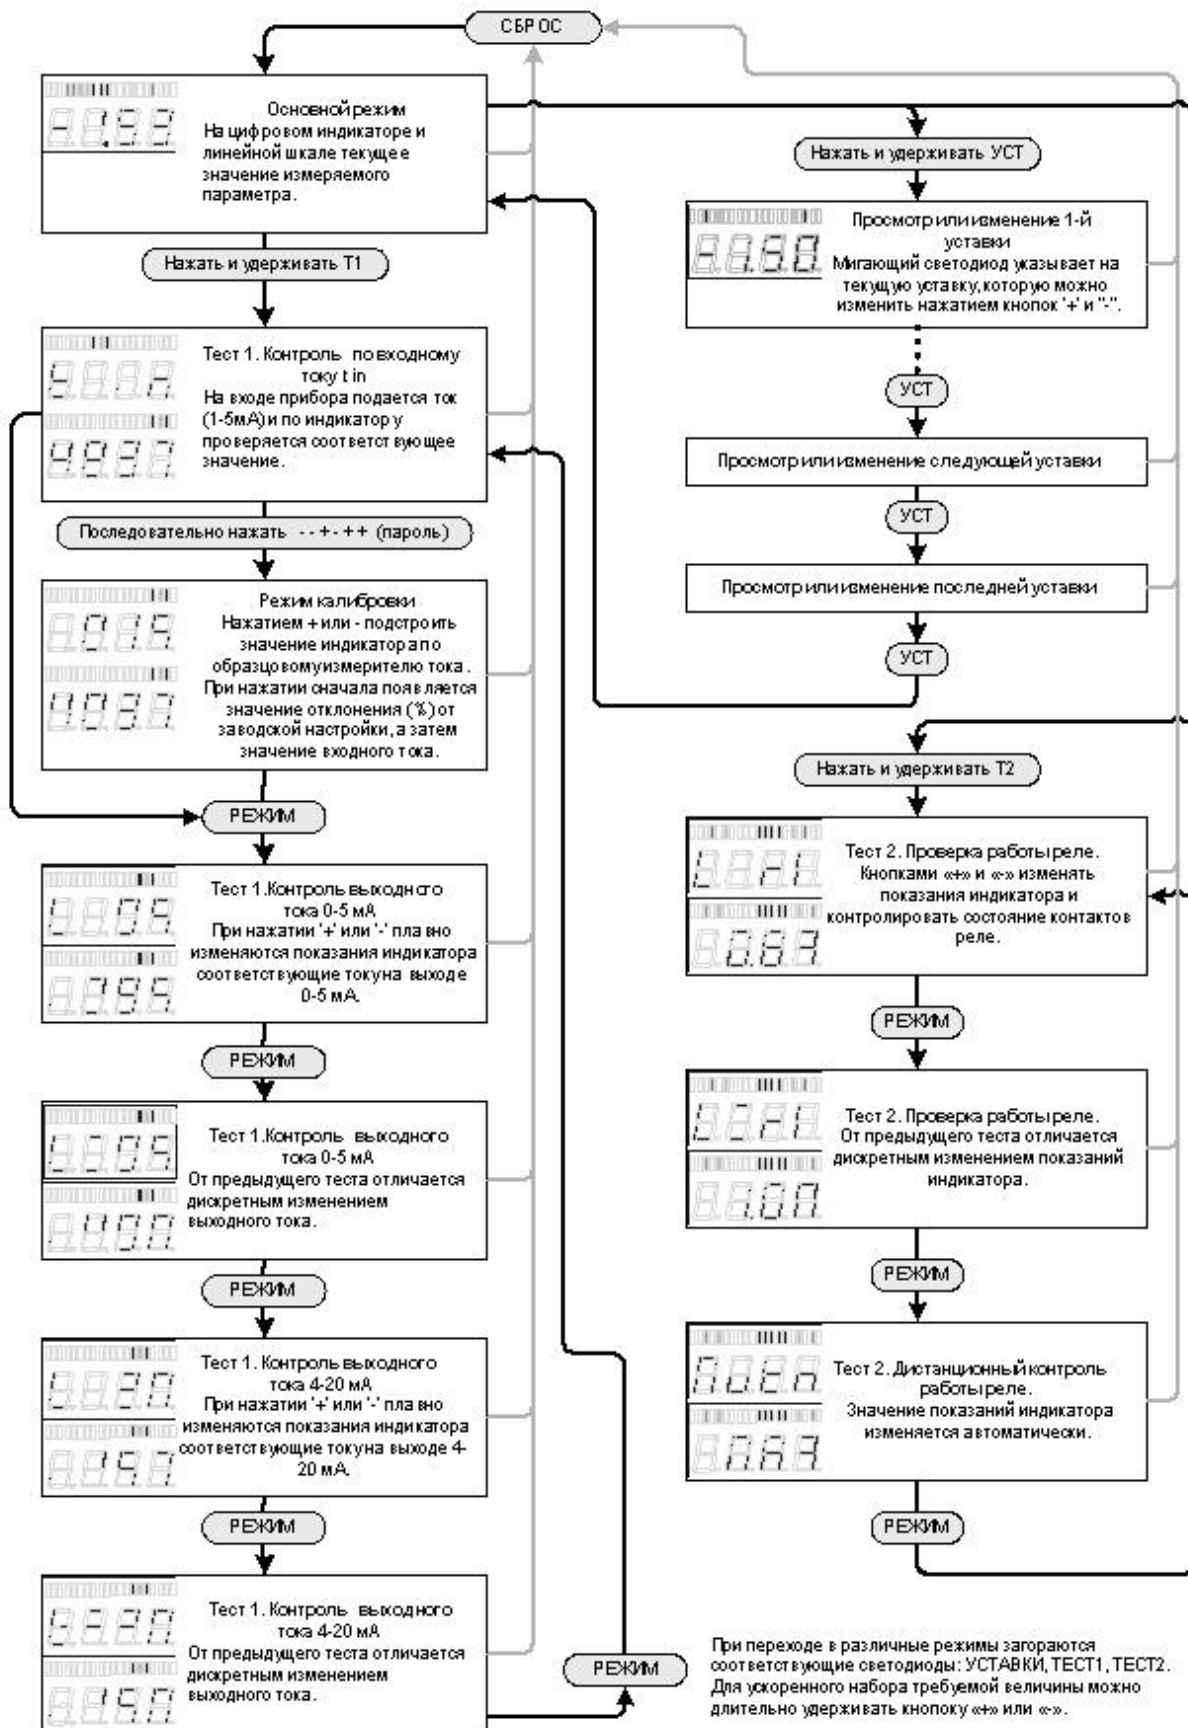 СБРОС
Основной режим
На цифровом индикаторе и
линейной шкале текущее
значение измеряемого
параметра.
Нажать и удерживать Т1
Тест 1. Контроль по входному
току t in
На входе прибора подается ток
(1-5мА) и по индикатору
проверяется соответствующее
значение.
Последовательно нажать - - + - + + (пароль)
Режим калибровки
Нажатием + или - подстроить
значение индикатора по
образцовому измерителю тока.
При нажатии сначала появляется
значение отклонения (%) от
заводской настройки, а затем
значение входного тока.
РЕЖИМ
Тест 1.Контроль выходного
тока 0-5 мА
При нажатии '+' или '-' плавно
изменяются показания индикатора
соответствующие току на выходе
0-5 мА.
РЕЖИМ
Тест 1.Контроль выходного
тока 0-5 мА
От предыдущего теста отличается
дискретным изменением
выходного тока.
РЕЖИМ
Тест 1. Контроль выходного
тока 4-20 мА
При нажатии '+' или '-' плавно
изменяются показания индикатора
соответствующие току на выходе 4-
20 мА.
РЕЖИМ
Тест 1. Контроль выходного
тока 4-20 мА
От предыдущего теста отличается
дискретным изменением
выходного тока.
РЕЖИМ
Нажать и удерживать УСТ
Просмотр или изменение 1-й
уставки
Мигающий светодиод указывает на
текущую уставку, которую можно
изменить нажатием кнопок '+' и "-".
УСТ
Просмотр или изменение следующей уставки
УСТ
Просмотр или изменение последней уставки
УСТ
Нажать и удерживать Т2
Тест 2. Проверка работы реле.
Кнопками «+» и «-» изменять
показания индикатора и
контролировать состояние контактов
реле.
РЕЖИМ
Тест 2. Проверка работы реле.
От предыдущего теста отличается
дискретным изменением показаний
индикатора.
РЕЖИМ
Тест 2. Дистанционный контроль
работы реле.
Значение показаний индикатора
изменяется автоматически.
РЕЖИМ
При переходе в различные режимы загораются
соответствующие светодиоды: УСТАВКИ, ТЕСТ1, ТЕСТ2.
Для ускоренного набора требуемой величины можно
длительно удерживать кнопоку «+» или «-».